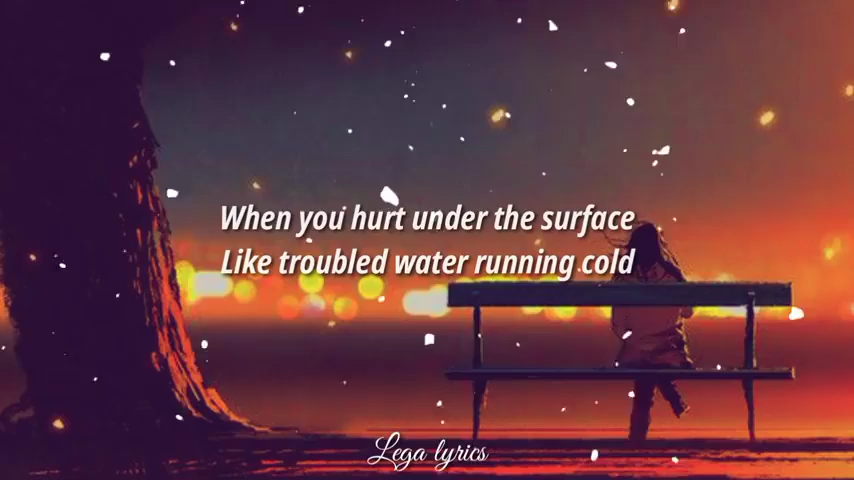 When you hurt under the surface
Like troubled water running cold
Lega lyrics